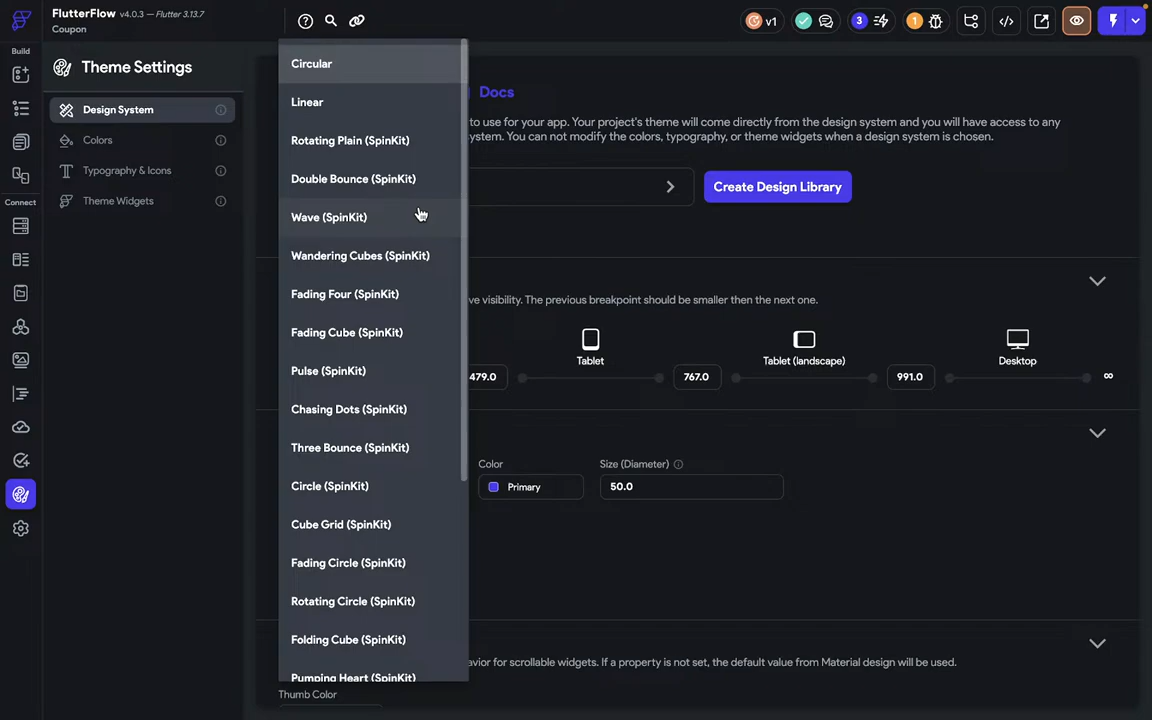 FlutterFlow v4.0.3 - Flutter 3.13.7
Coupon
v1
3
1
Build
Connect
Theme Settings
Design System
Colors
Typography & Icons
Theme Widgets
Circular
Linear
Rotating Plain (SpinKit)
Double Bounce (SpinKit)
Wave (SpinKit)
Wandering Cubes (SpinKit)
Fading Four (SpinKit)
Fading Cube (SpinKit)
Pulse (SpinKit)
Chasing Dots (SpinKit)
Three Bounce (SpinKit)
Circle (SpinKit)
Cube Grid (SpinKit)
Fading Circle (SpinKit)
Rotating Circle (SpinKit)
Folding Cube (SpinKit)
Pumping Heart (SpinKit)
Docs
to use for your app. Your project's theme will come directly from the design system and you will have access to any
system. You can not modify the colors, typography, or theme widgets when a design system is chosen.
Create Design Library
visibility. The previous breakpoint should be smaller then the next one.
Tablet
Tablet (landscape)
Desktop
479.0
767.0
991.0
∞
Color
Size (Diameter)
Primary
50.0
for scrollable widgets. If a property is not set, the default value from Material design will be used.
Thumb Color